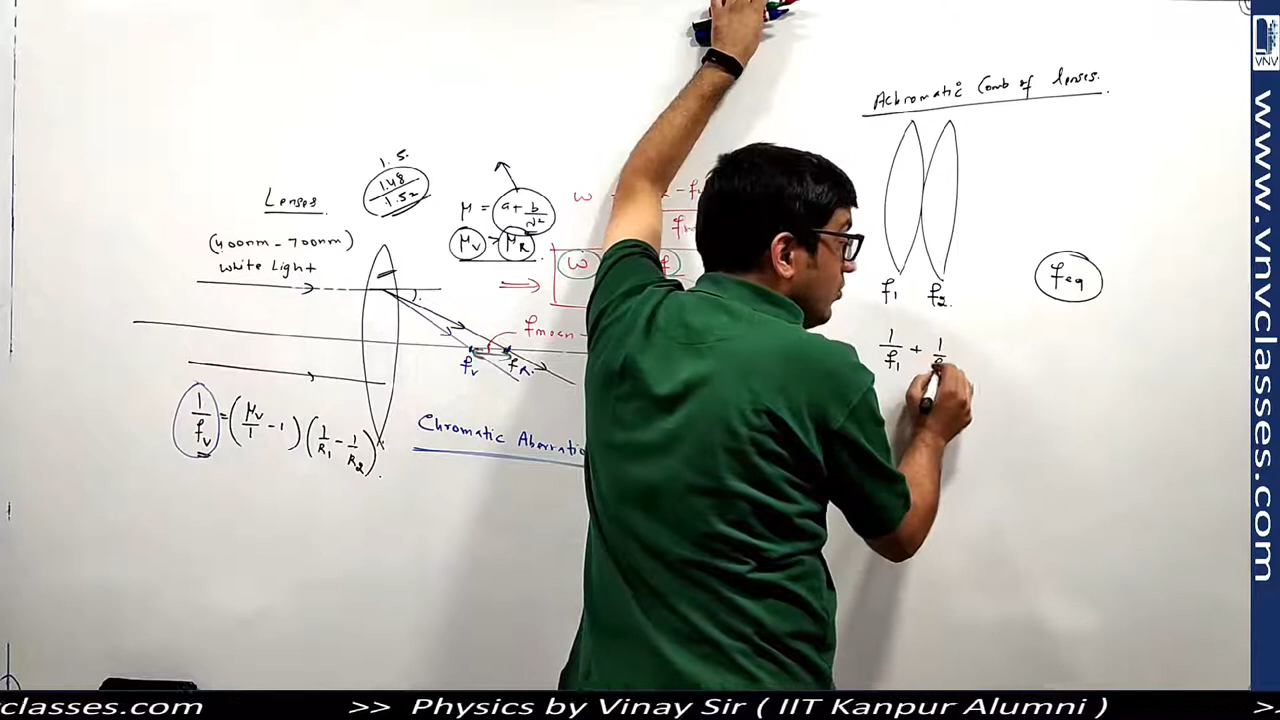 Lenses
(400nm - 700nm)
White Light
1.5.
1.48
1.52
μ = a + b/λ²
μV > μR
ω
ω
f
fmean
fV
fR.
1/fV = (μV/1 - 1) (1/R1 - 1/R2).
Chromatic
Achromatic Comb of lenses.
f1 f2.
feq
1/f1 + 1/
VNV
www.vnvclasses.com
rclasses.com >> Physics by Vinay Sir ( IIT Kanpur Alumni ) >>